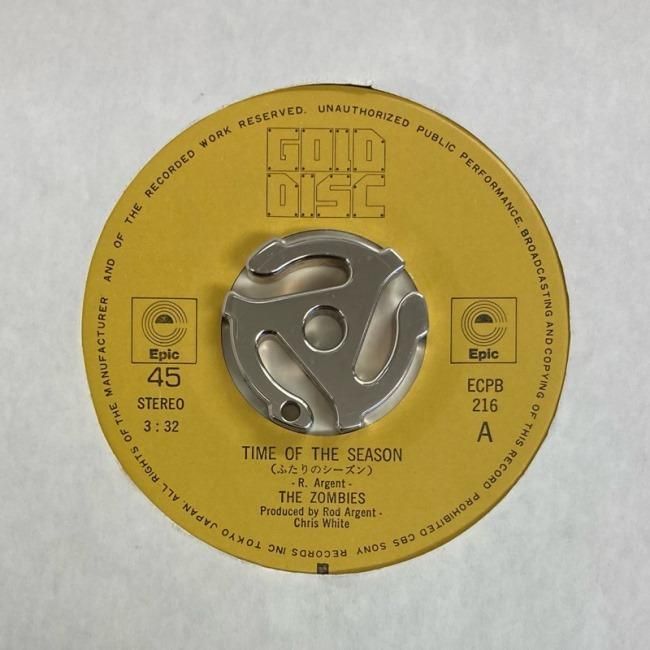 ALL RIGHTS OF THE MANUFACTURER AND OF THE RECORDED WORK RESERVED. UNAUTHORIZED PUBLIC PERFORMANCE. BROADCASTING AND COPYING OF THIS RECORD PROHIBITED CBS SONY RECORDS INC TOKYO JAPAN.
GOLD
DISC
Epic
Epic
45
STEREO
3:32
ECPB
216
A
TIME OF THE SEASON
(ふたりのシーズン)
- R. Argent -
THE ZOMBIES
Produced by Rod Argent -
Chris White